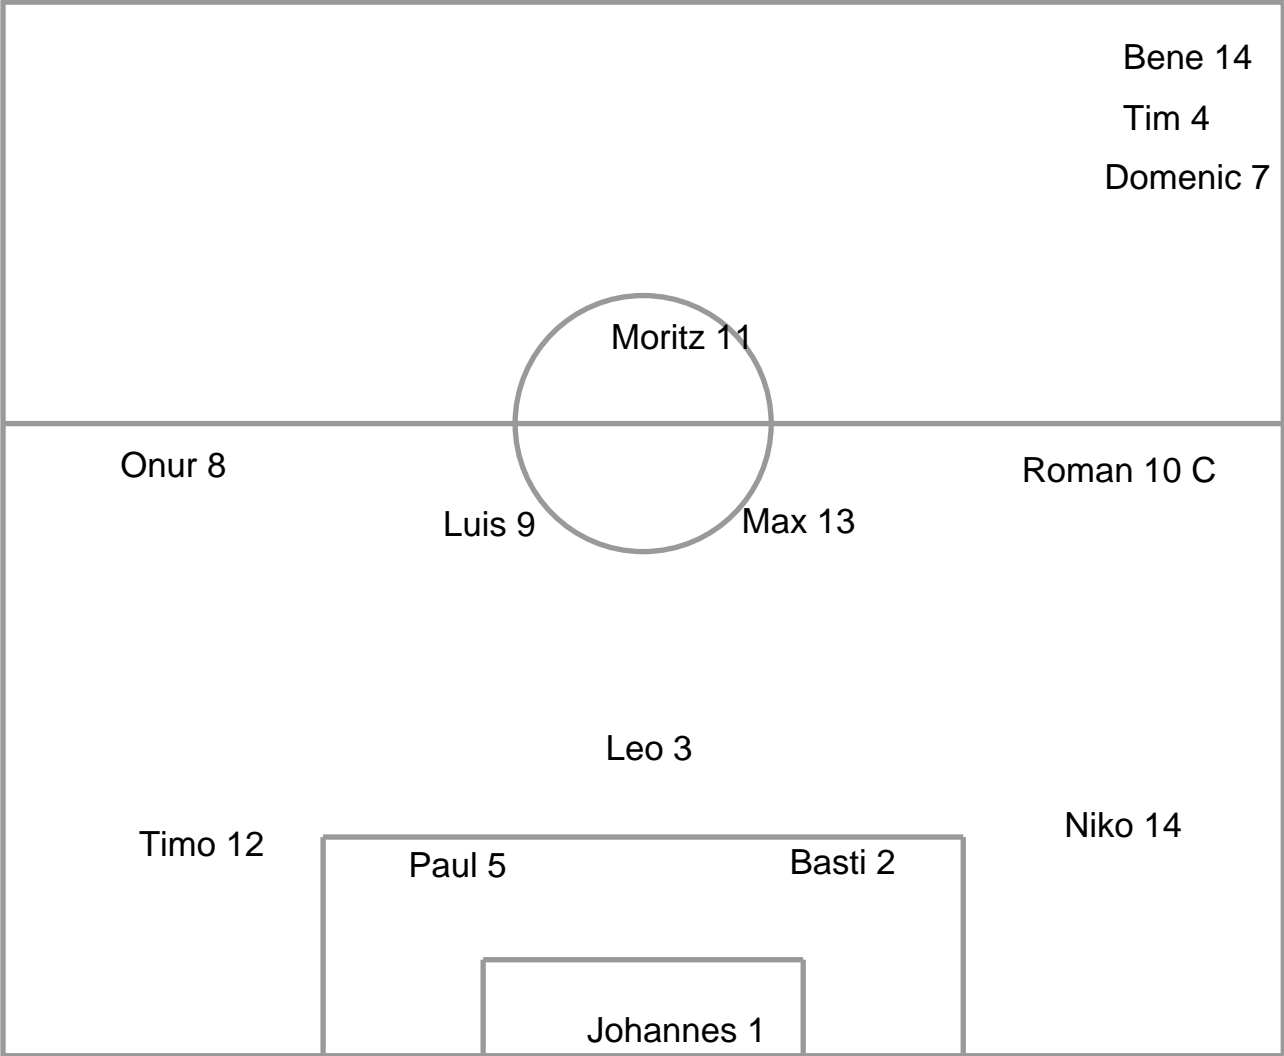 Bene 14
Tim 4
Domenic 7
Moritz 11
Onur 8
Roman 10 C
Luis 9
Max 13
Leo 3
Timo 12
Niko 14
Paul 5
Basti 2
Johannes 1